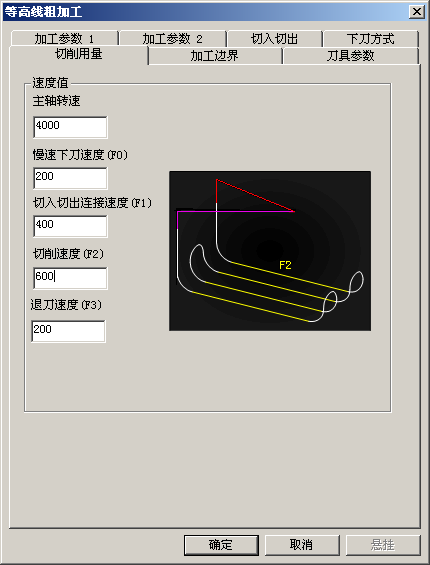 等高线粗加工
加工参数 1 加工参数 2 切入切出 下刀方式
切削用量 加工边界 刀具参数
速度值
主轴转速
4000
慢速下刀速度(F0)
200
切入切出连接速度(F1)
400
切削速度(F2)
600
退刀速度(F3)
200
F2
确定 取消 悬挂